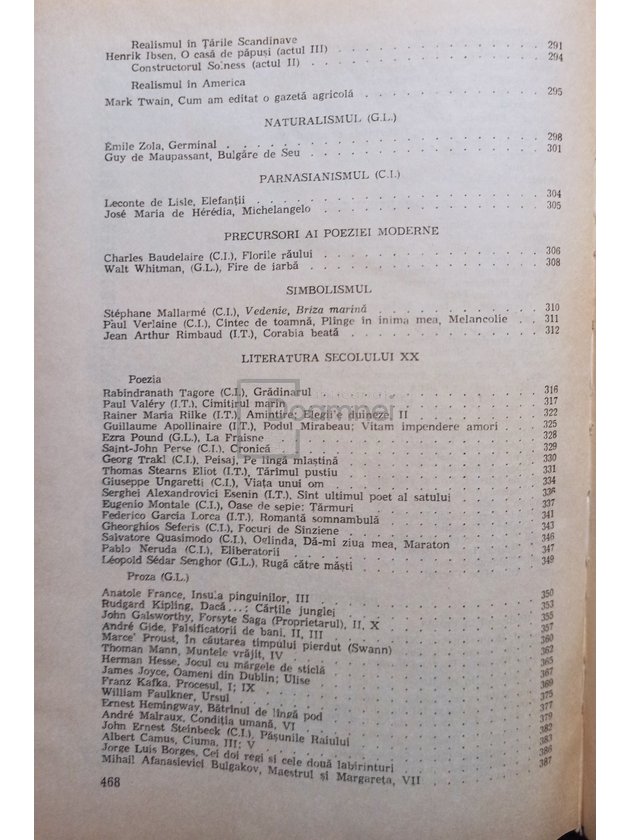 Realismul în Țările Scandinave
Henrik Ibsen, O casă de păpuși (actul III) . . . 291
Constructorul Solness (actul II) . . . 294
Realismul în America
Mark Twain, Cum am editat o gazetă agricolă . . . 295
NATURALISMUL (G.L.)
Émile Zola, Germinal . . . 298
Guy de Maupassant, Bulgăre de Seu . . . 301
PARNASIANISMUL (C.I.)
Leconte de Lisle, Elefanții . . . 304
José Maria de Hérédia, Michelangelo . . . 305
PRECURSORI AI POEZIEI MODERNE
Charles Baudelaire (C.I.), Florile răului . . . 306
Walt Whitman, (G.L.), Fire de iarbă . . . 308
SIMBOLISMUL
Stéphane Mallarmé (C.I.), Vedenie, Briza marină . . . 310
Paul Verlaine (C.I.), Cîntec de toamnă, Plînge în inima mea, Melancolie . . 311
Jean Arthur Rimbaud (I.T.), Corabia beată . . . 312
LITERATURA SECOLULUI XX
Poezia
Rabindranath Tagore (C.I.), Grădinarul . . . 316
Paul Valéry (I.T.), Cimitirul marin . . . 317
Rainer Maria Rilke (I.T.), Amintire; Elegii e duineze, II . . . 322
Guillaume Apollinaire (I.T.), Podul Mirabeau; Vitam impendere amori . . . 325
Ezra Pound (G.L.), La Fraisne . . . 328
Saint-John Perse (C.I.), Cronică . . . 329
Georg Trakl (C.I.), Peisaj, Pe lîngă mlaștină . . . 330
Thomas Stearns Eliot (I.T.), Tărîmul pustiu . . . 331
Giuseppe Ungaretti (C.I.), Viața unui om . . . 334
Serghei Alexandrovici Esenin (I.T.), Sînt ultimul poet al satului . . . 336
Eugenio Montale (C.I.), Oase de sepie; Țărmuri . . . 337
Federico Garcia Lorca (I.T.), Romanță somnambulă . . . 341
Gheorghios Seferis (C.I.), Focuri de Sînziene . . . 343
Salvatore Quasimodo (C.I.), Oglinda, Dă-mi ziua mea, Maraton . . . 346
Pablo Neruda (C.I.), Eliberatorii . . . 347
Léopold Sédar Senghor (G.L.), Rugă către măști . . . 349
Proza (G.L.)
Anatole France, Insula pinguinilor, III . . . 350
Rudgard Kipling, Dacă...; Cărțile junglei . . . 353
John Galsworthy, Forsyte Saga (Proprietarul), II, X . . . 355
André Gide, Falsificatorii de bani, II, III . . . 357
Marcel Proust, În căutarea timpului pierdut (Swann) . . . 360
Thomas Mann, Muntele vrăjit, IV . . . 362
Herman Hesse, Jocul cu mărgele de sticlă . . . 365
James Joyce, Oameni din Dublin; Ulise . . . 367
Franz Kafka, Procesul, I; IX . . . 369
William Faulkner, Ursul . . . 375
Ernest Hemingway, Bătrînul de lîngă pod . . . 377
André Malraux, Condiția umană, VI . . . 379
John Ernest Steinbeck (C.I.), Pășunile Raiului . . . 382
Albert Camus, Ciuma, III; V . . . 383
Jorge Luis Borges, Cei doi regi și cele două labirinturi . . . 386
Mihail Afanasievici Bulgakov, Maestrul și Margareta, VII . . . 387
468